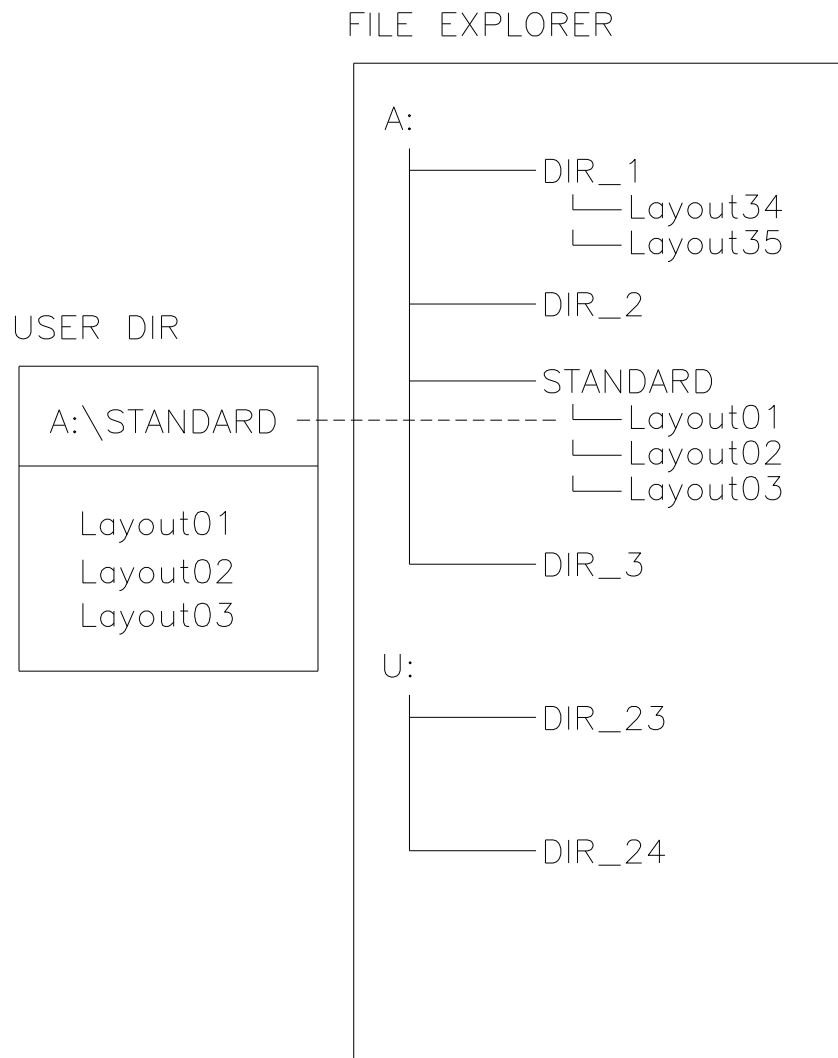 FILE EXPLORER
A:
DIR_1
Layout34
Layout35
DIR_2
STANDARD
Layout01
Layout02
Layout03
DIR_3
U:
DIR_23
DIR_24
USER DIR
A:\STANDARD
Layout01
Layout02
Layout03